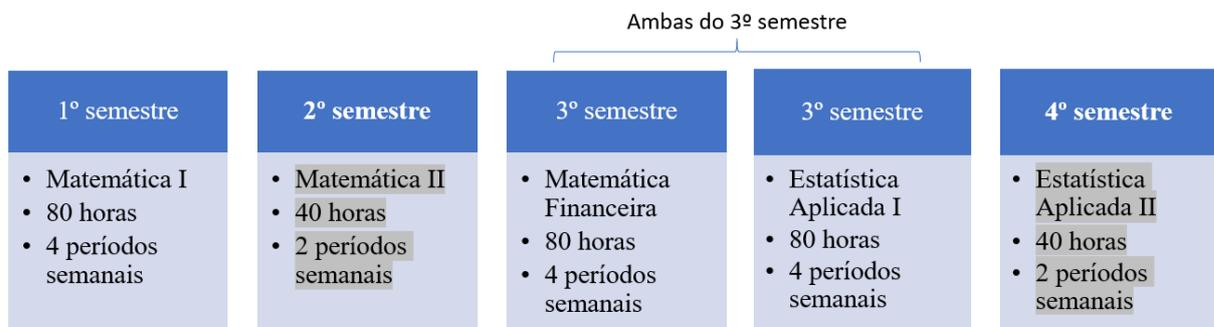 Ambas do 3º semestre
1º semestre
• Matemática I
• 80 horas
• 4 períodos
semanais
2º semestre
• Matemática II
• 40 horas
• 2 períodos
semanais
3º semestre
• Matemática
Financeira
• 80 horas
• 4 períodos
semanais
3º semestre
• Estatística
Aplicada I
• 80 horas
• 4 períodos
semanais
4º semestre
• Estatística
Aplicada II
• 40 horas
• 2 períodos
semanais